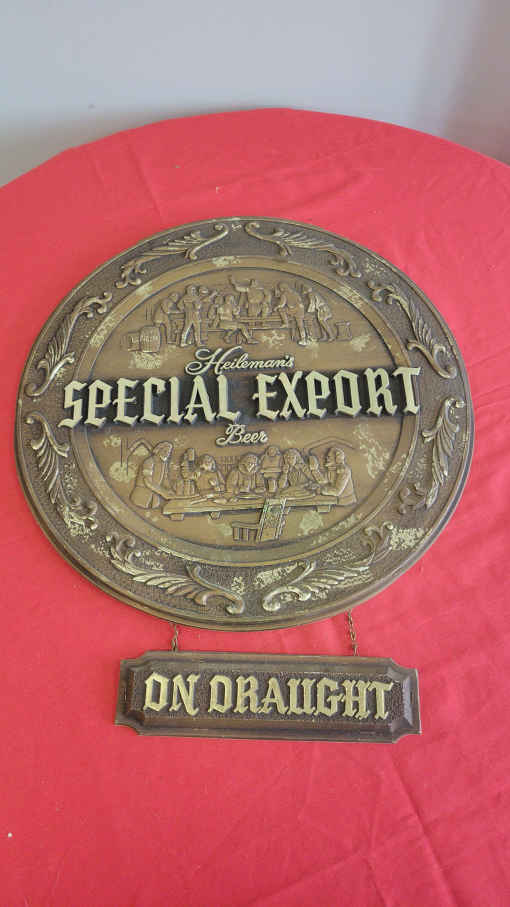 Heileman's
SPECIAL EXPORT
Beer
ON DRAUGHT